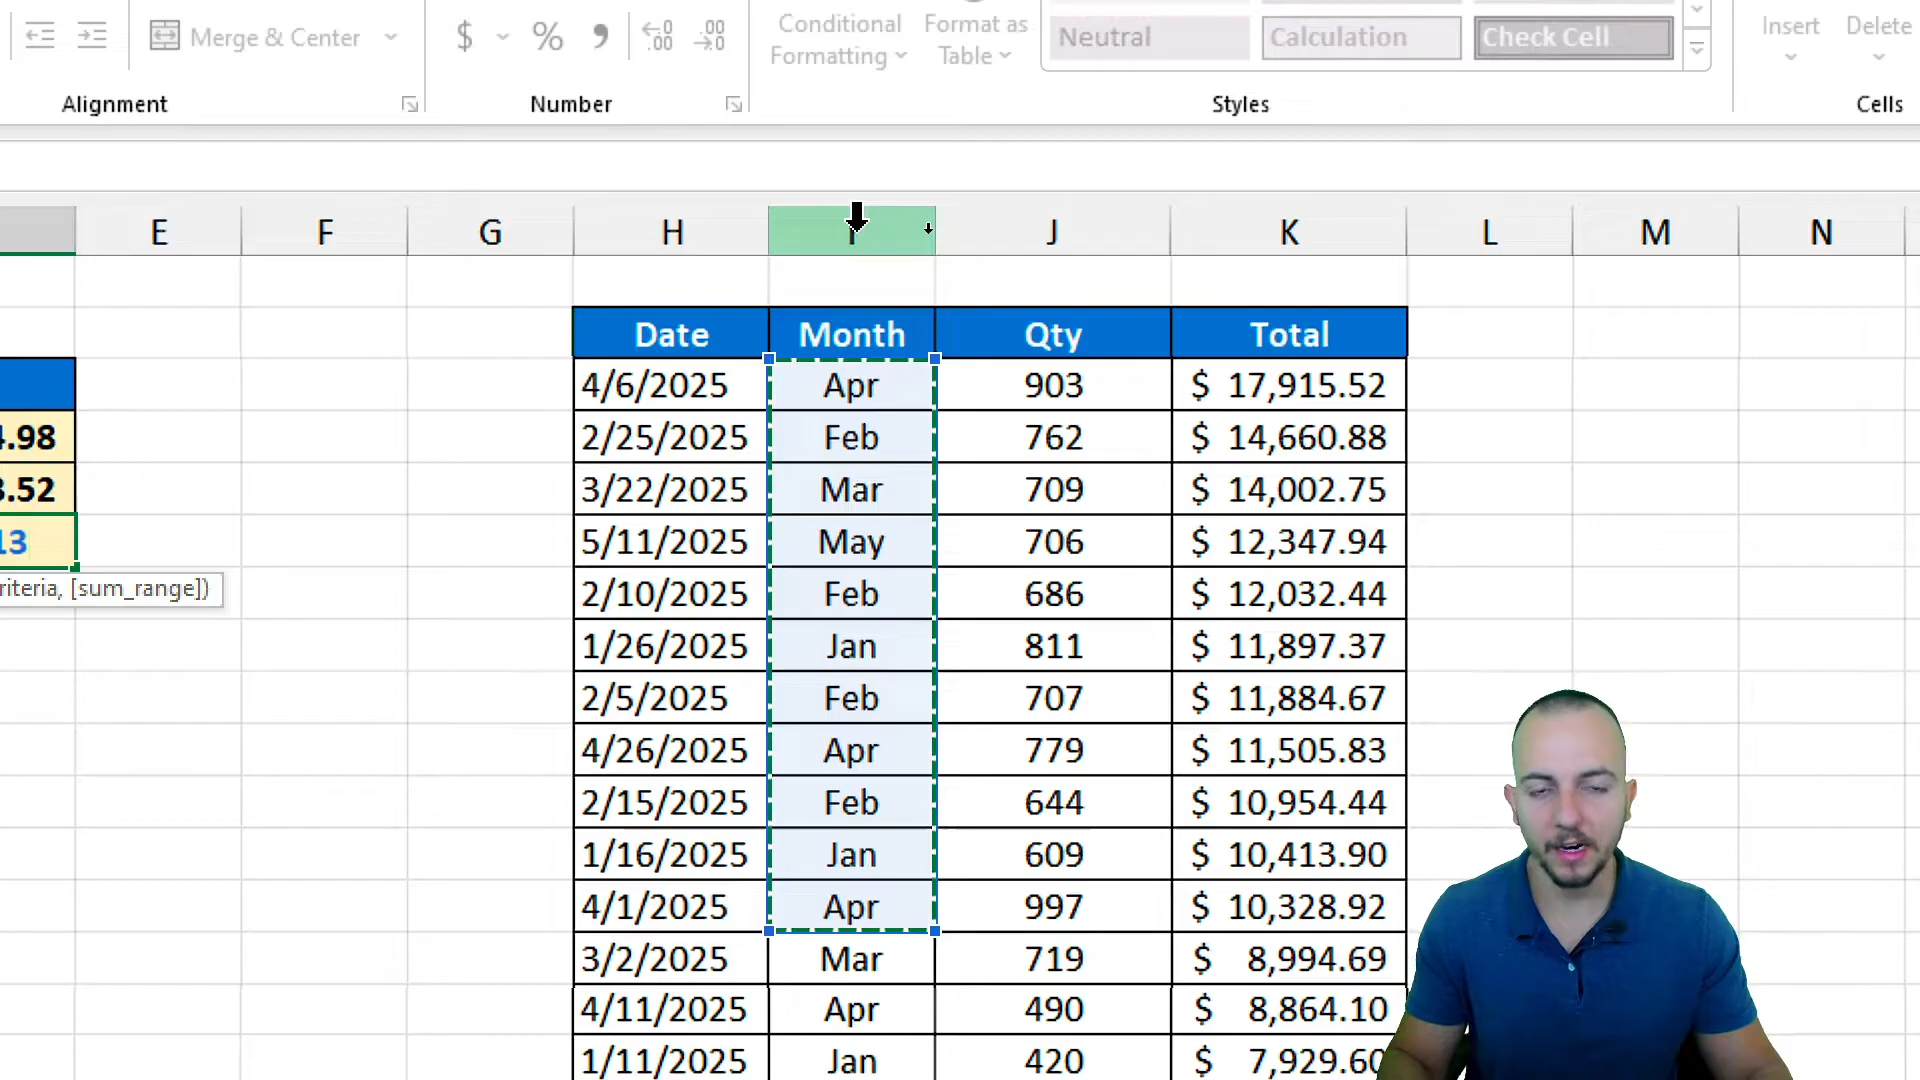 Merge & Center
$ % 9 .00 .00
Conditional Formatting
Format as Table
Neutral
Calculation
Check Cell
Insert
Delete
Alignment
Number
Styles
Cells
E F G H I J K L M N
Date Month Qty Total
4/6/2025 Apr 903 $ 17,915.52
2/25/2025 Feb 762 $ 14,660.88
3/22/2025 Mar 709 $ 14,002.75
5/11/2025 May 706 $ 12,347.94
2/10/2025 Feb 686 $ 12,032.44
1/26/2025 Jan 811 $ 11,897.37
2/5/2025 Feb 707 $ 11,884.67
4/26/2025 Apr 779 $ 11,505.83
2/15/2025 Feb 644 $ 10,954.44
1/16/2025 Jan 609 $ 10,413.90
4/1/2025 Apr 997 $ 10,328.92
3/2/2025 Mar 719 $ 8,994.69
4/11/2025 Apr 490 $ 8,864.10
1/11/2025 Jan 420 $ 7,929.60
.98
.52
13
riteria, [sum_range])